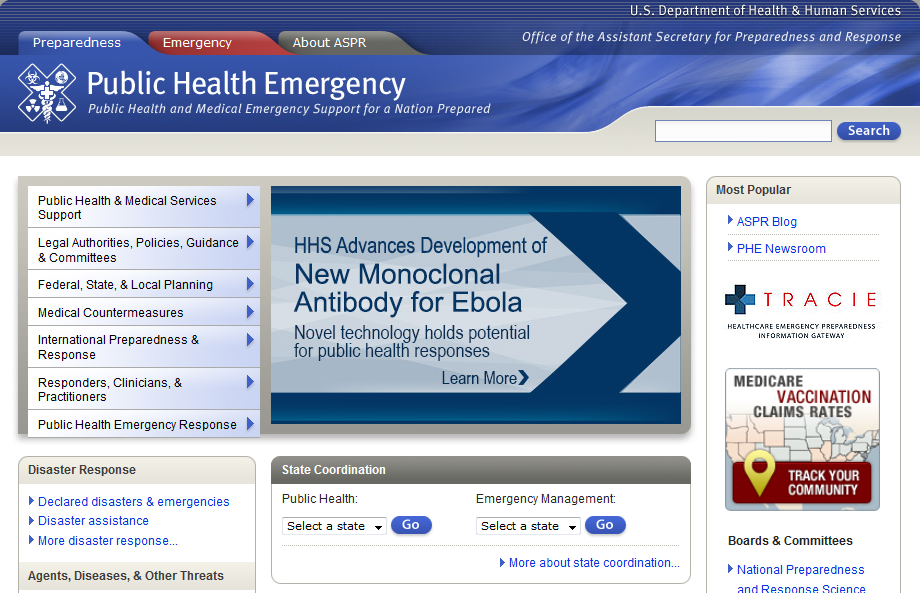 U.S. Department of Health & Human Services
Preparedness
Emergency
About ASPR
Office of the Assistant Secretary for Preparedness and Response
Public Health Emergency
Public Health and Medical Emergency Support for a Nation Prepared
Search
Public Health & Medical Services
Support
Legal Authorities, Policies, Guidance
& Committees
Federal, State, & Local Planning
Medical Countermeasures
International Preparedness &
Response
Responders, Clinicians, &
Practitioners
Public Health Emergency Response
HHS Advances Development of
New Monoclonal
Antibody for Ebola
Novel technology holds potential
for public health responses
Learn More
Most Popular
ASPR Blog
PHE Newsroom
TRACIE
HEALTHCARE EMERGENCY PREPAREDNESS
INFORMATION GATEWAY
MEDICARE
VACCINATION
CLAIMS RATES
TRACK YOUR
COMMUNITY
Disaster Response
Declared disasters & emergencies
Disaster assistance
More disaster response...
Agents, Diseases, & Other Threats
State Coordination
Public Health:
Select a state
Go
Emergency Management:
Select a state
Go
More about state coordination...
Boards & Committees
National Preparedness
and Response Science